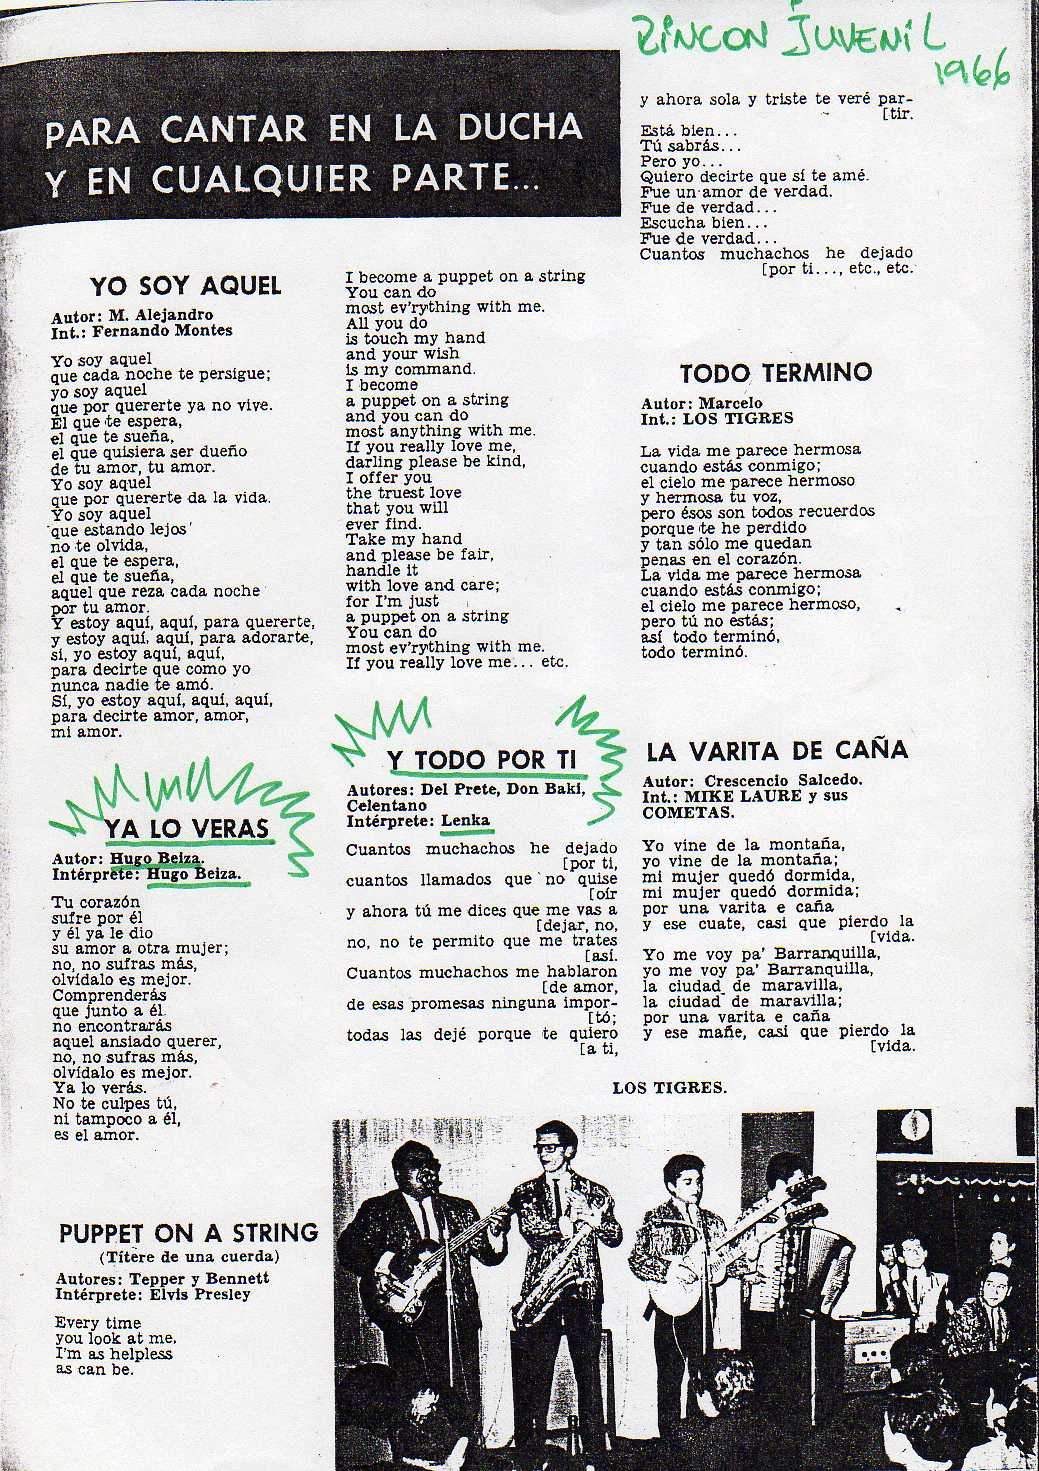 RINCON JUVENIL
1966
PARA CANTAR EN LA DUCHA
Y EN CUALQUIER PARTE...
YO SOY AQUEL
Autor: M. Alejandro
Int.: Fernando Montes
Yo soy aquel
que cada noche te persigue;
yo soy aquel
que por quererte ya no vive.
El que te espera,
el que te sueña,
el que quisiera ser dueño
de tu amor, tu amor.
Yo soy aquel
que por quererte da la vida.
Yo soy aquel
que estando lejos
no te olvida,
el que te espera,
el que te sueña,
aquel que reza cada noche
por tu amor.
Y estoy aquí, aquí, para quererte,
y estoy aquí, aquí, para adorarte,
sí, yo estoy aquí, aquí,
para decirte que como yo
nunca nadie te amó.
Sí, yo estoy aquí, aquí, aquí,
para decirte amor, amor,
mi amor.
YA LO VERAS
Autor: Hugo Beiza.
Intérprete: Hugo Beiza.
Tu corazón
sufre por él
y él ya le dio
su amor a otra mujer;
no, no sufras más,
olvídalo es mejor.
Comprenderás
que junto a él
no encontrarás
aquel ansiado querer,
no, no sufras más,
olvídalo es mejor.
Ya lo verás.
No te culpes tú,
ni tampoco a él,
es el amor.
PUPPET ON A STRING
(Títere de una cuerda)
Autores: Tepper y Bennett
Intérprete: Elvis Presley
Every time
you look at me,
I'm as helpless
as can be.
I become a puppet on a string
You can do
most ev'rything with me.
All you do
is touch my hand
and your wish
is my command.
I become
a puppet on a string
and you can do
most anything with me.
If you really love me,
darling please be kind,
I offer you
the truest love
that you will
ever find.
Take my hand
and please be fair,
handle it
with love and care;
for I'm just
a puppet on a string
You can do
most ev'rything with me.
If you really love me... etc.
Y TODO POR TI
Autores: Del Prete, Don Baki,
Celentano
Intérprete: Lenka
Cuantos muchachos he dejado
[por ti,
cuantos llamados que no quise
[oír
y ahora tú me dices que me vas a
[dejar, no,
no, no te permito que me trates
[así.
Cuantos muchachos me hablaron
[de amor,
de esas promesas ninguna impor-
[tó;
todas las dejé porque te quiero
[a ti,
y ahora sola y triste te veré par-
[tir.
Está bien...
Tú sabrás...
Pero yo...
Quiero decirte que sí te amé.
Fue un amor de verdad.
Fue de verdad...
Escucha bien...
Fue de verdad...
Cuantos muchachos he dejado
[por ti..., etc., etc.
TODO TERMINO
Autor: Marcelo
Int.: LOS TIGRES
La vida me parece hermosa
cuando estás conmigo;
el cielo me parece hermoso
y hermosa tu voz,
pero ésos son todos recuerdos
porque te he perdido
y tan sólo me quedan
penas en el corazón.
La vida me parece hermosa
cuando estás conmigo;
el cielo me parece hermoso,
pero tú no estás;
así todo terminó,
todo terminó.
LA VARITA DE CAÑA
Autor: Crescencio Salcedo.
Int.: MIKE LAURE y sus
COMETAS.
Yo vine de la montaña,
yo vine de la montaña;
mi mujer quedó dormida,
mi mujer quedó dormida;
por una varita e caña
y ese cuate, casi que pierdo la
[vida.
Yo me voy pa' Barranquilla,
yo me voy pa' Barranquilla,
la ciudad de maravilla,
la ciudad de maravilla;
por una varita e caña
y ese mañe, casi que pierdo la
[vida.
LOS TIGRES.